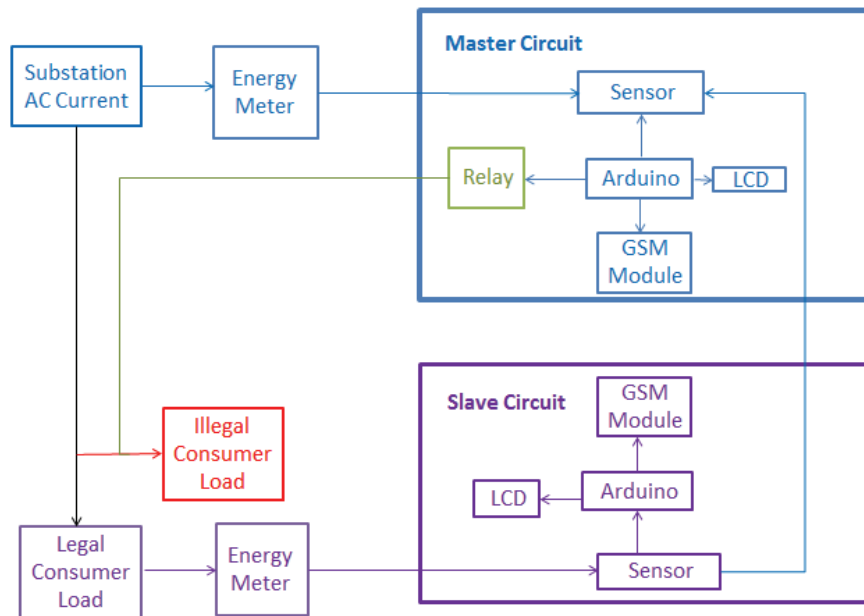 Master Circuit
Substation
AC Current
Energy
Meter
Sensor
Relay
Arduino
LCD
GSM
Module
Slave Circuit
GSM
Module
Illegal
Consumer
Load
LCD
Arduino
Legal
Consumer
Load
Energy
Meter
Sensor